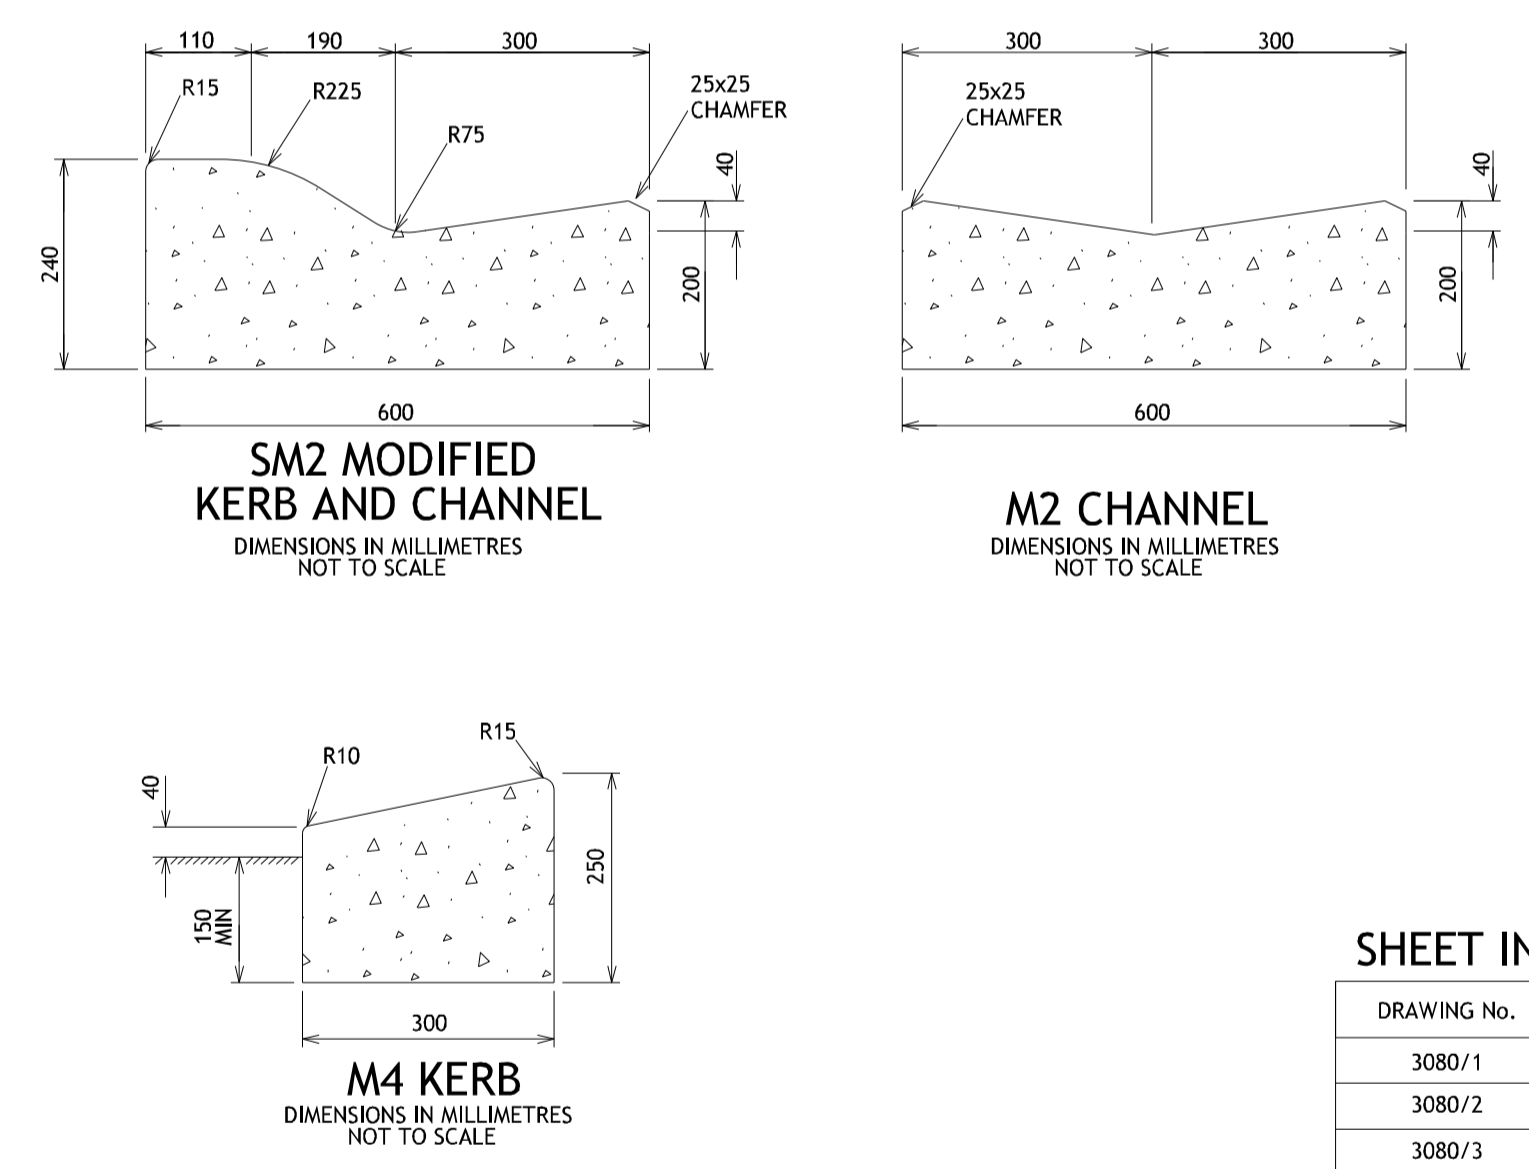 110
190
300
R15
R225
R75
25x25
CHAMFER
40
240
200
600
SM2 MODIFIED
KERB AND CHANNEL
DIMENSIONS IN MILLIMETRES
NOT TO SCALE
300
300
25x25
CHAMFER
40
200
600
M2 CHANNEL
DIMENSIONS IN MILLIMETRES
NOT TO SCALE
R15
R10
40
150
MIN
250
300
M4 KERB
DIMENSIONS IN MILLIMETRES
NOT TO SCALE
SHEET IN
DRAWING No.
3080/1
3080/2
3080/3